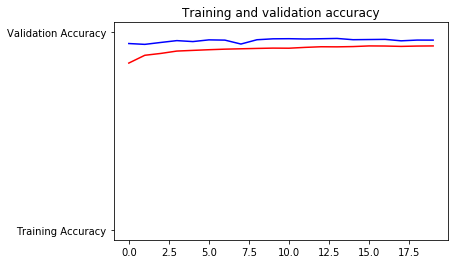 Training and validation accuracy
Validation Accuracy
Training Accuracy
0.0 2.5 5.0 7.5 10.0 12.5 15.0 17.5